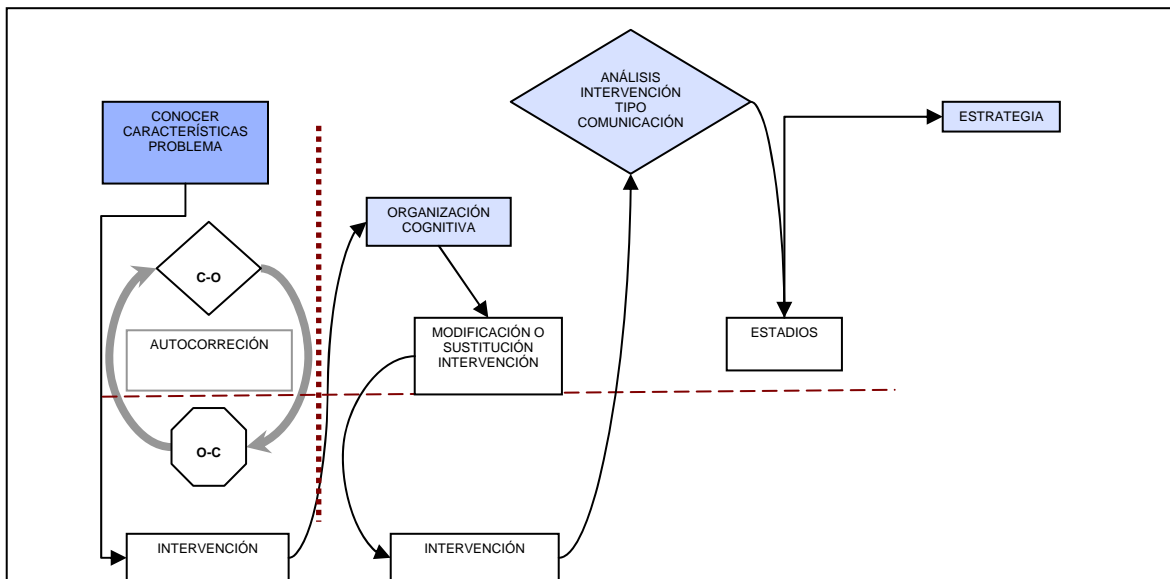 CONOCER
CARACTERÍSTICAS
PROBLEMA
C-O
AUTOCORRECIÓN
O-C
INTERVENCIÓN
ORGANIZACIÓN
COGNITIVA
MODIFICACIÓN O
SUSTITUCIÓN
INTERVENCIÓN
INTERVENCIÓN
ANÁLISIS
INTERVENCIÓN
TIPO
COMUNICACIÓN
ESTADIOS
ESTRATEGIA